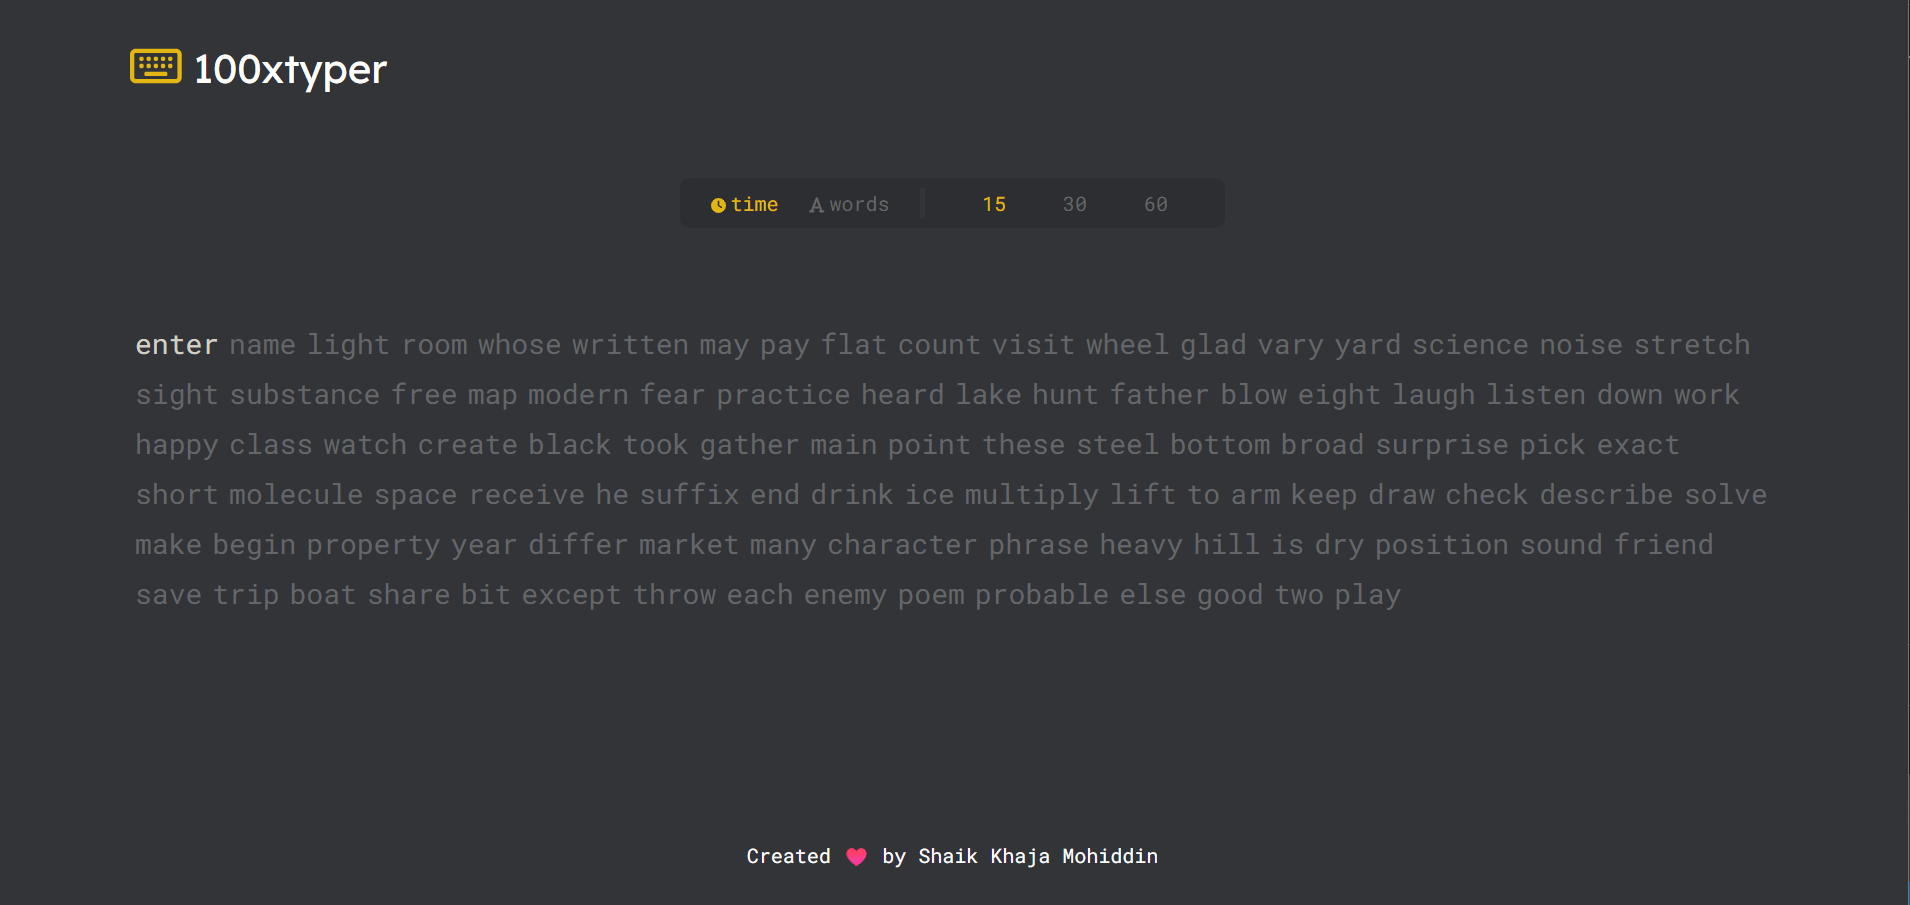 100xtyper
time words 15 30 60
enter name light room whose written may pay flat count visit wheel glad vary yard science noise stretch
sight substance free map modern fear practice heard lake hunt father blow eight laugh listen down work
happy class watch create black took gather main point these steel bottom broad surprise pick exact
short molecule space receive he suffix end drink ice multiply lift to arm keep draw check describe solve
make begin property year differ market many character phrase heavy hill is dry position sound friend
save trip boat share bit except throw each enemy poem probable else good two play
Created ❤️ by Shaik Khaja Mohiddin